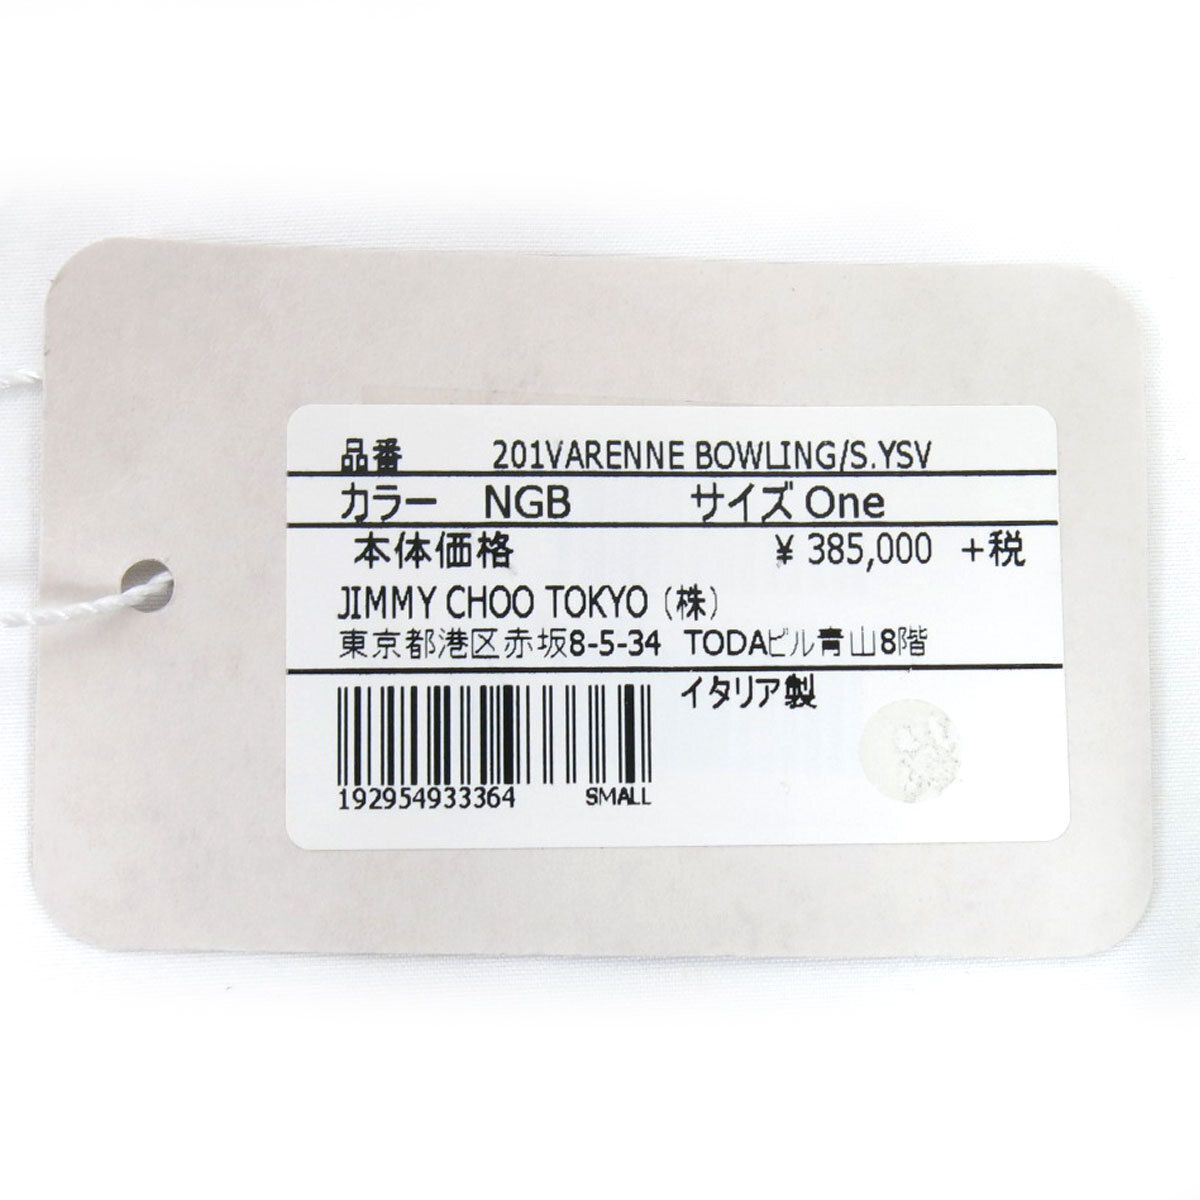 品番 201VARENNE BOWLING/S.YSV
カラー NGB サイズ One
本体価格 ¥ 385,000 +税
JIMMY CHOO TOKYO (株)
東京都港区赤坂8-5-34 TODAビル青山8階
イタリア製
192954933364 SMALL